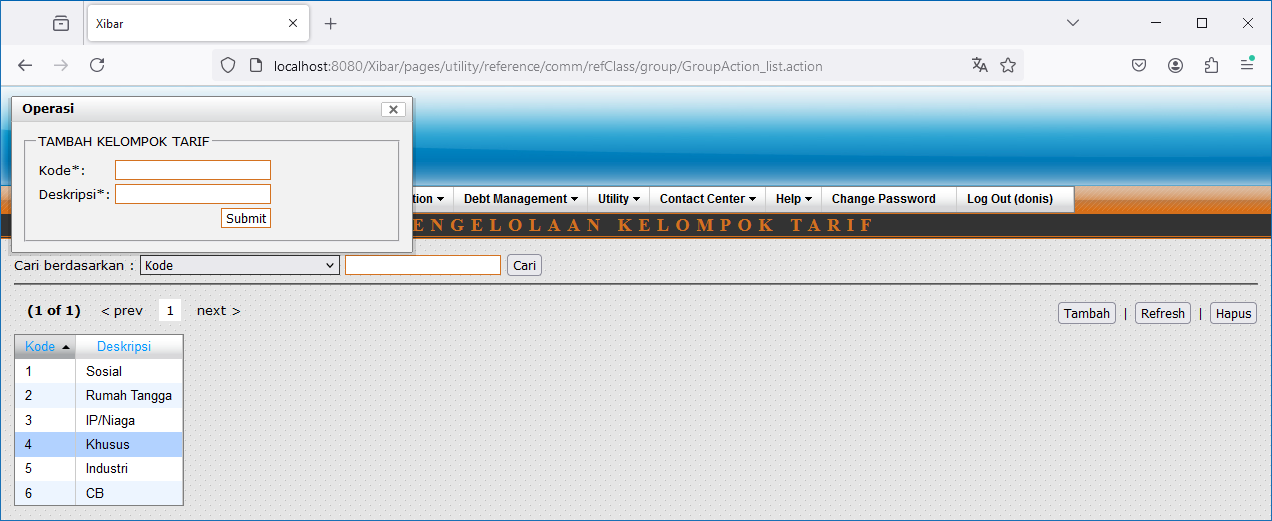 Xibar
localhost:8080/Xibar/pages/utility/reference/comm/refClass/group/GroupAction_list.action
Operasi
TAMBAH KELOMPOK TARIF
Kode*:
Deskripsi*:
Submit
tion Debt Management Utility Contact Center Help Change Password Log Out (donis)
ENGELOLAAN KELOMPOK TARIF
Cari berdasarkan : Kode Cari
(1 of 1) < prev 1 next > Tambah | Refresh | Hapus
Kode Deskripsi
1 Sosial
2 Rumah Tangga
3 IP/Niaga
4 Khusus
5 Industri
6 CB